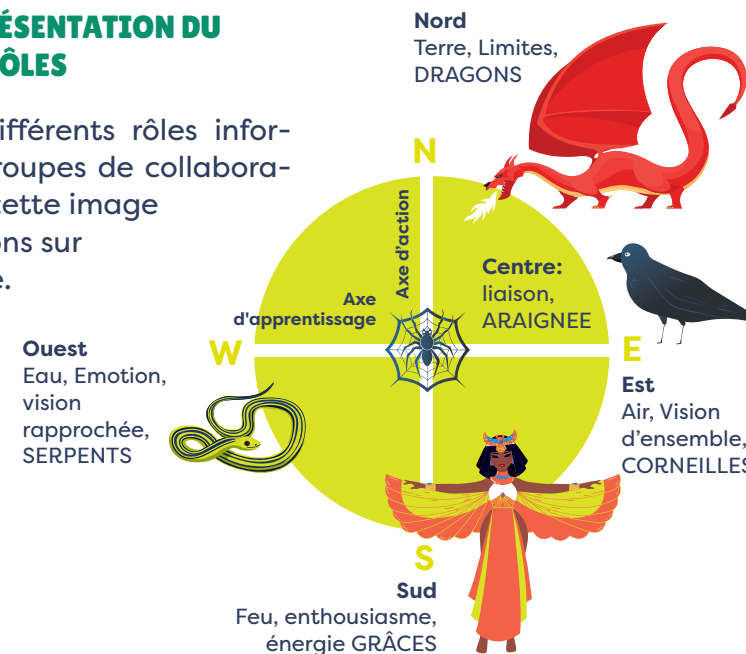 ÉSENTATION DU
ÔLES
ifférents rôles infor-
roupes de collabora-
cette image
ons sur
e.
Nord
Terre, Limites,
DRAGONS
N
Axe d'action
Axe
d'apprentissage
Centre:
liaison,
ARAIGNEE
W
E
Ouest
Eau, Emotion,
vision
rapprochée,
SERPENTS
Est
Air, Vision
d'ensemble,
CORNEILLES
S
Sud
Feu, enthousiasme,
énergie GRÂCES